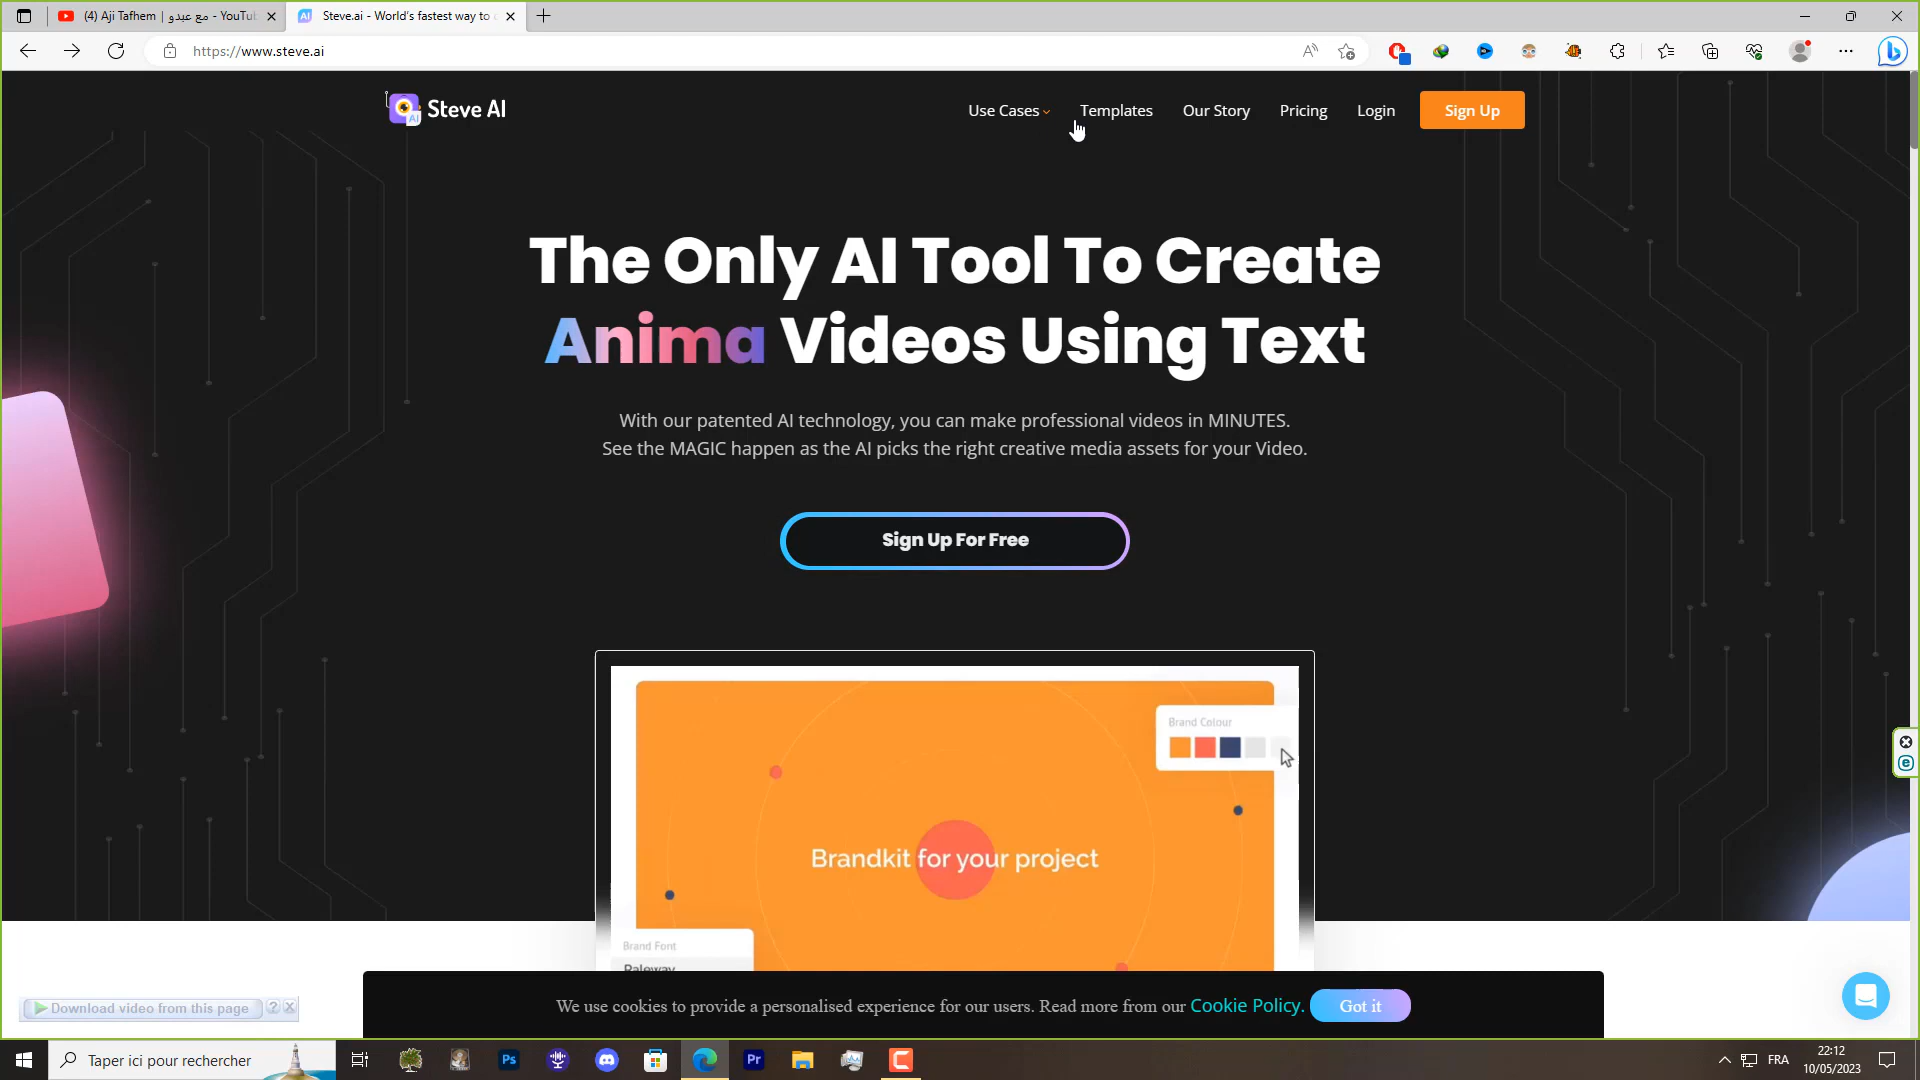 (4) Aji Tafhem | مع عبدو - YouTub
Steve.ai - World's fastest way to c
https://www.steve.ai
Steve AI
Use Cases
Templates
Our Story
Pricing
Login
Sign Up
The Only AI Tool To Create
Anima Videos Using Text
With our patented AI technology, you can make professional videos in MINUTES.
See the MAGIC happen as the AI picks the right creative media assets for your Video.
Sign Up For Free
Brand Colour
Brandkit for your project
Brand Font
Raleway
We use cookies to provide a personalised experience for our users. Read more from our Cookie Policy.
Got it
Download video from this page
Taper ici pour rechercher
Ps
Pr
FRA
22:12
10/05/2023